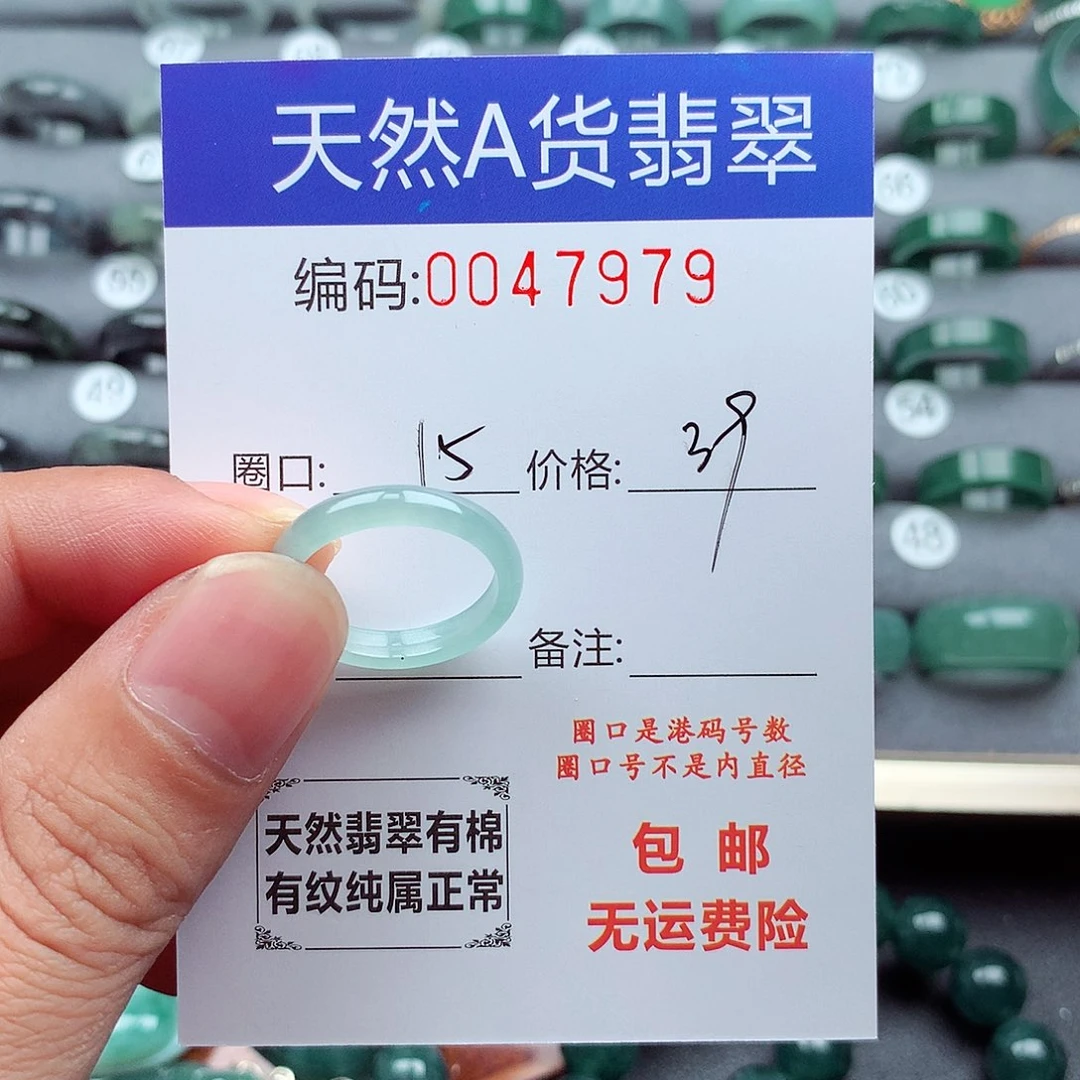 天然A货翡翠
编码:0047979
圈口: 15 价格: 39
备注:
圈口是港码号数
圈口号不是内直径
天然翡翠有棉
有纹纯属正常
包邮
无运费险
49
48